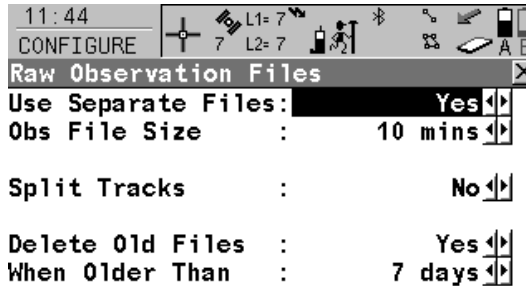 11:44
L1= 7
CONFIGURE
7 L2= 7
A
Raw Observation Files
Use Separate Files: Yes
Obs File Size : 10 mins
Split Tracks : No
Delete Old Files : Yes
When Older Than : 7 days